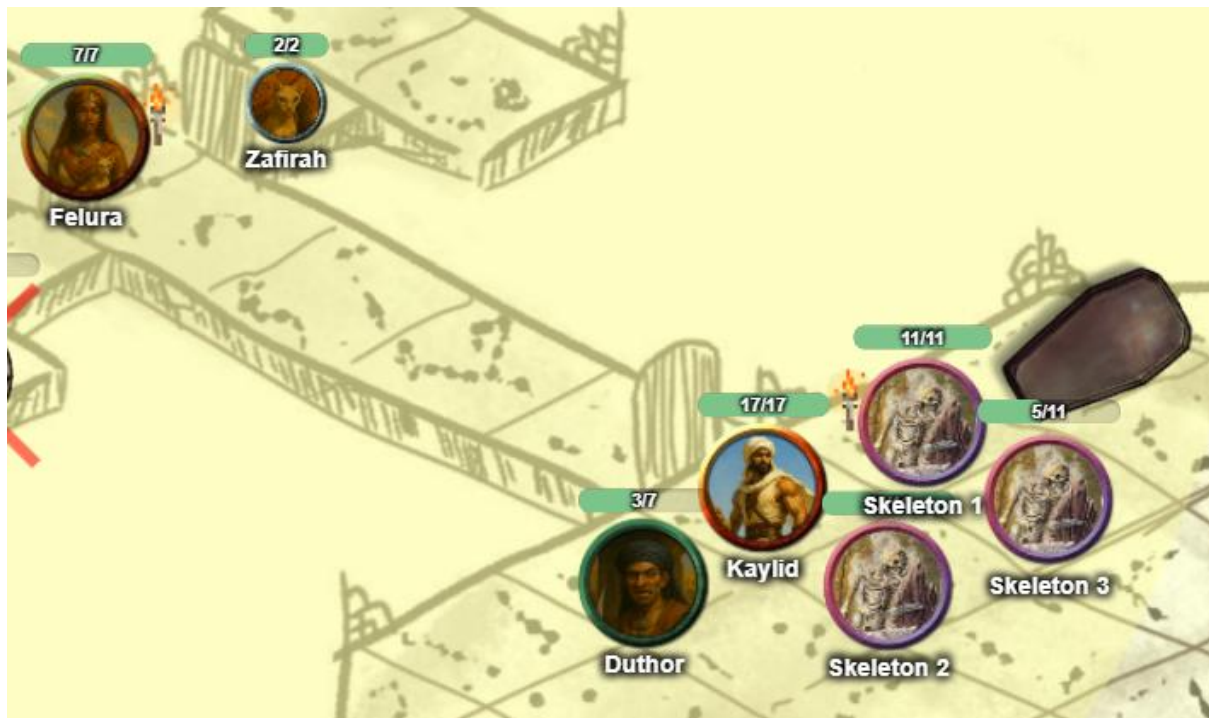 7/7
2/2
Zafirah
Felura
11/11
17/17
5/11
3/7
Skeleton 1
Kaylid
Skeleton 3
Duthor
Skeleton 2